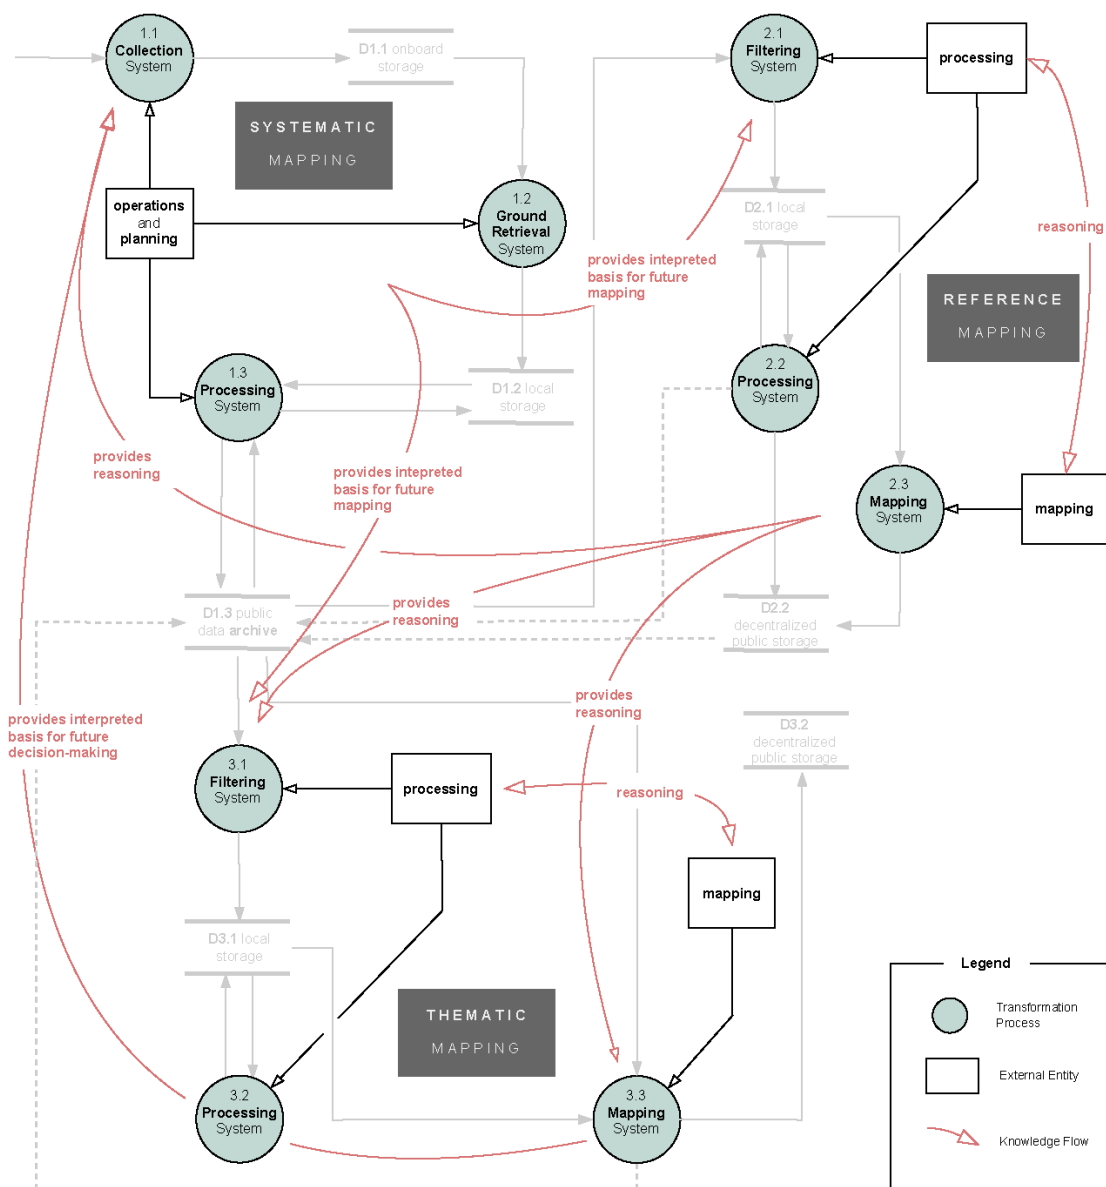 1.1
Collection
System
D1.1 onboard
storage
2.1
Filtering
System
processing
SYSTEMATIC
MAPPING
operations
and
planning
1.2
Ground
Retrieval
System
D2.1 local
storage
reasoning
provides intepreted
basis for future
mapping
REFERENCE
MAPPING
1.3
Processing
System
D1.2 local
storage
2.2
Processing
System
provides
reasoning
provides intepreted
basis for future
mapping
2.3
Mapping
System
mapping
D1.3 public
data archive
provides
reasoning
D2.2
decentralized
public storage
provides interpreted
basis for future
decision-making
provides
reasoning
D3.2
decentralized
public storage
3.1
Filtering
System
processing
reasoning
mapping
D3.1 local
storage
THEMATIC
MAPPING
3.2
Processing
System
3.3
Mapping
System
Legend
Transformation
Process
External Entity
Knowledge Flow